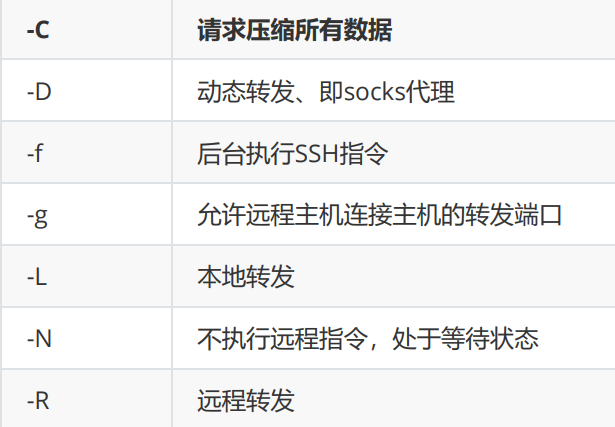 -C 请求压缩所有数据
-D 动态转发、即socks代理
-f 后台执行SSH指令
-g 允许远程主机连接主机的转发端口
-L 本地转发
-N 不执行远程指令，处于等待状态
-R 远程转发